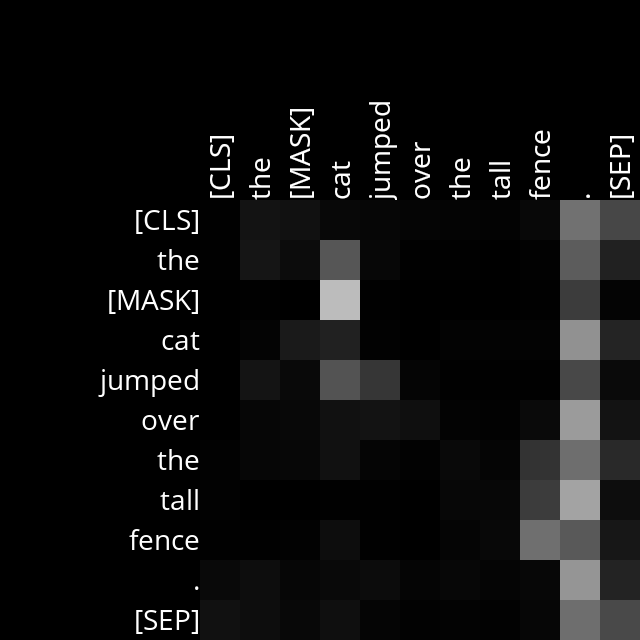 [CLS] the [MASK] cat jumped over the tall fence . [SEP]
[CLS]
the
[MASK]
cat
jumped
over
the
tall
fence
.
[SEP]